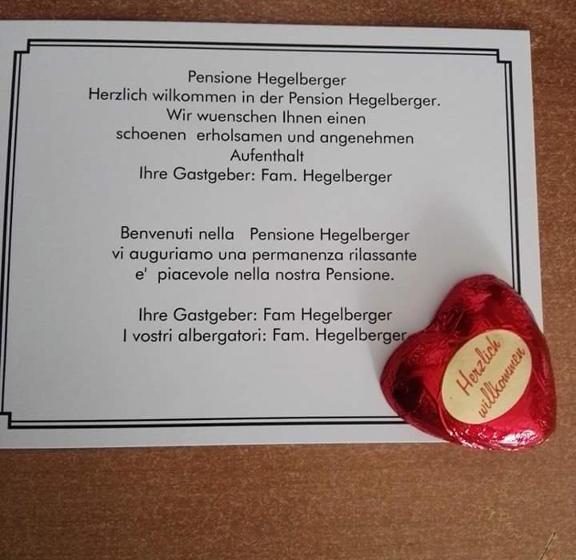 Pensione Hegelberger
Herzlich wilkommen in der Pension Hegelberger.
Wir wuenschen Ihnen einen
schoenen erholsamen und angenehmen
Aufenthalt
Ihre Gastgeber: Fam. Hegelberger
Benvenuti nella Pensione Hegelberger
vi auguriamo una permanenza rilassante
e' piacevole nella nostra Pensione.
Ihre Gastgeber: Fam Hegelberger
I vostri albergatori: Fam. Hegelberger
Herzlich
willkommen